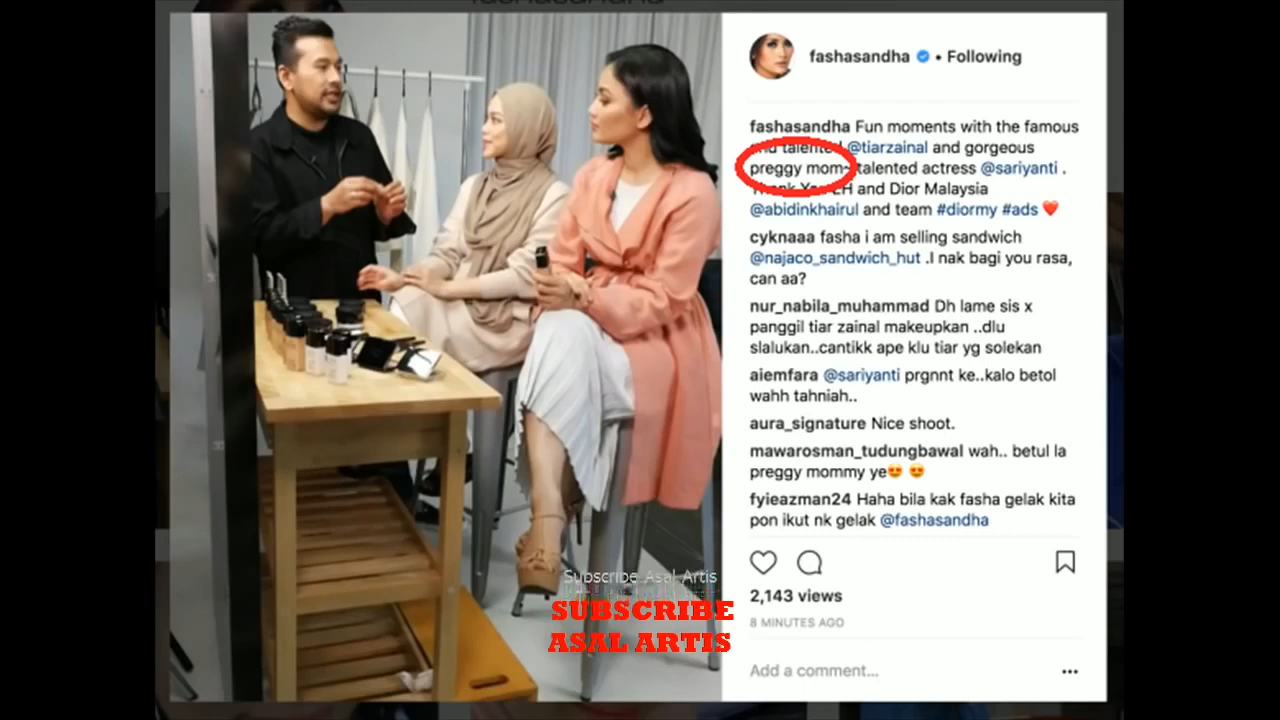 fashasandha • Following
fashasandha Fun moments with the famous
and talented @tiarzainal and gorgeous
preggy mom~ talented actress @sariyanti .
Thank You LH and Dior Malaysia
@abidinkhairul and team #diormy #ads ❤️
cyknaaa fasha i am selling sandwich
@najaco_sandwich_hut .I nak bagi you rasa,
can aa?
nur_nabila_muhammad Dh lame sis x
panggil tiar zainal makeupkan ..dlu
slalukan..cantikk ape klu tiar yg solekan
aiemfara @sariyanti prgnnt ke..kalo betol
wahh tahniah..
aura_signature Nice shoot.
mawarosman_tudungbawal wah.. betul la
preggy mommy ye😍 😍
fyieazman24 Haha bila kak fasha gelak kita
pon ikut nk gelak @fashasandha
2,143 views
8 MINUTES AGO
Add a comment...
Subscribe Asal Artis
SUBSCRIBE
ASAL ARTIS